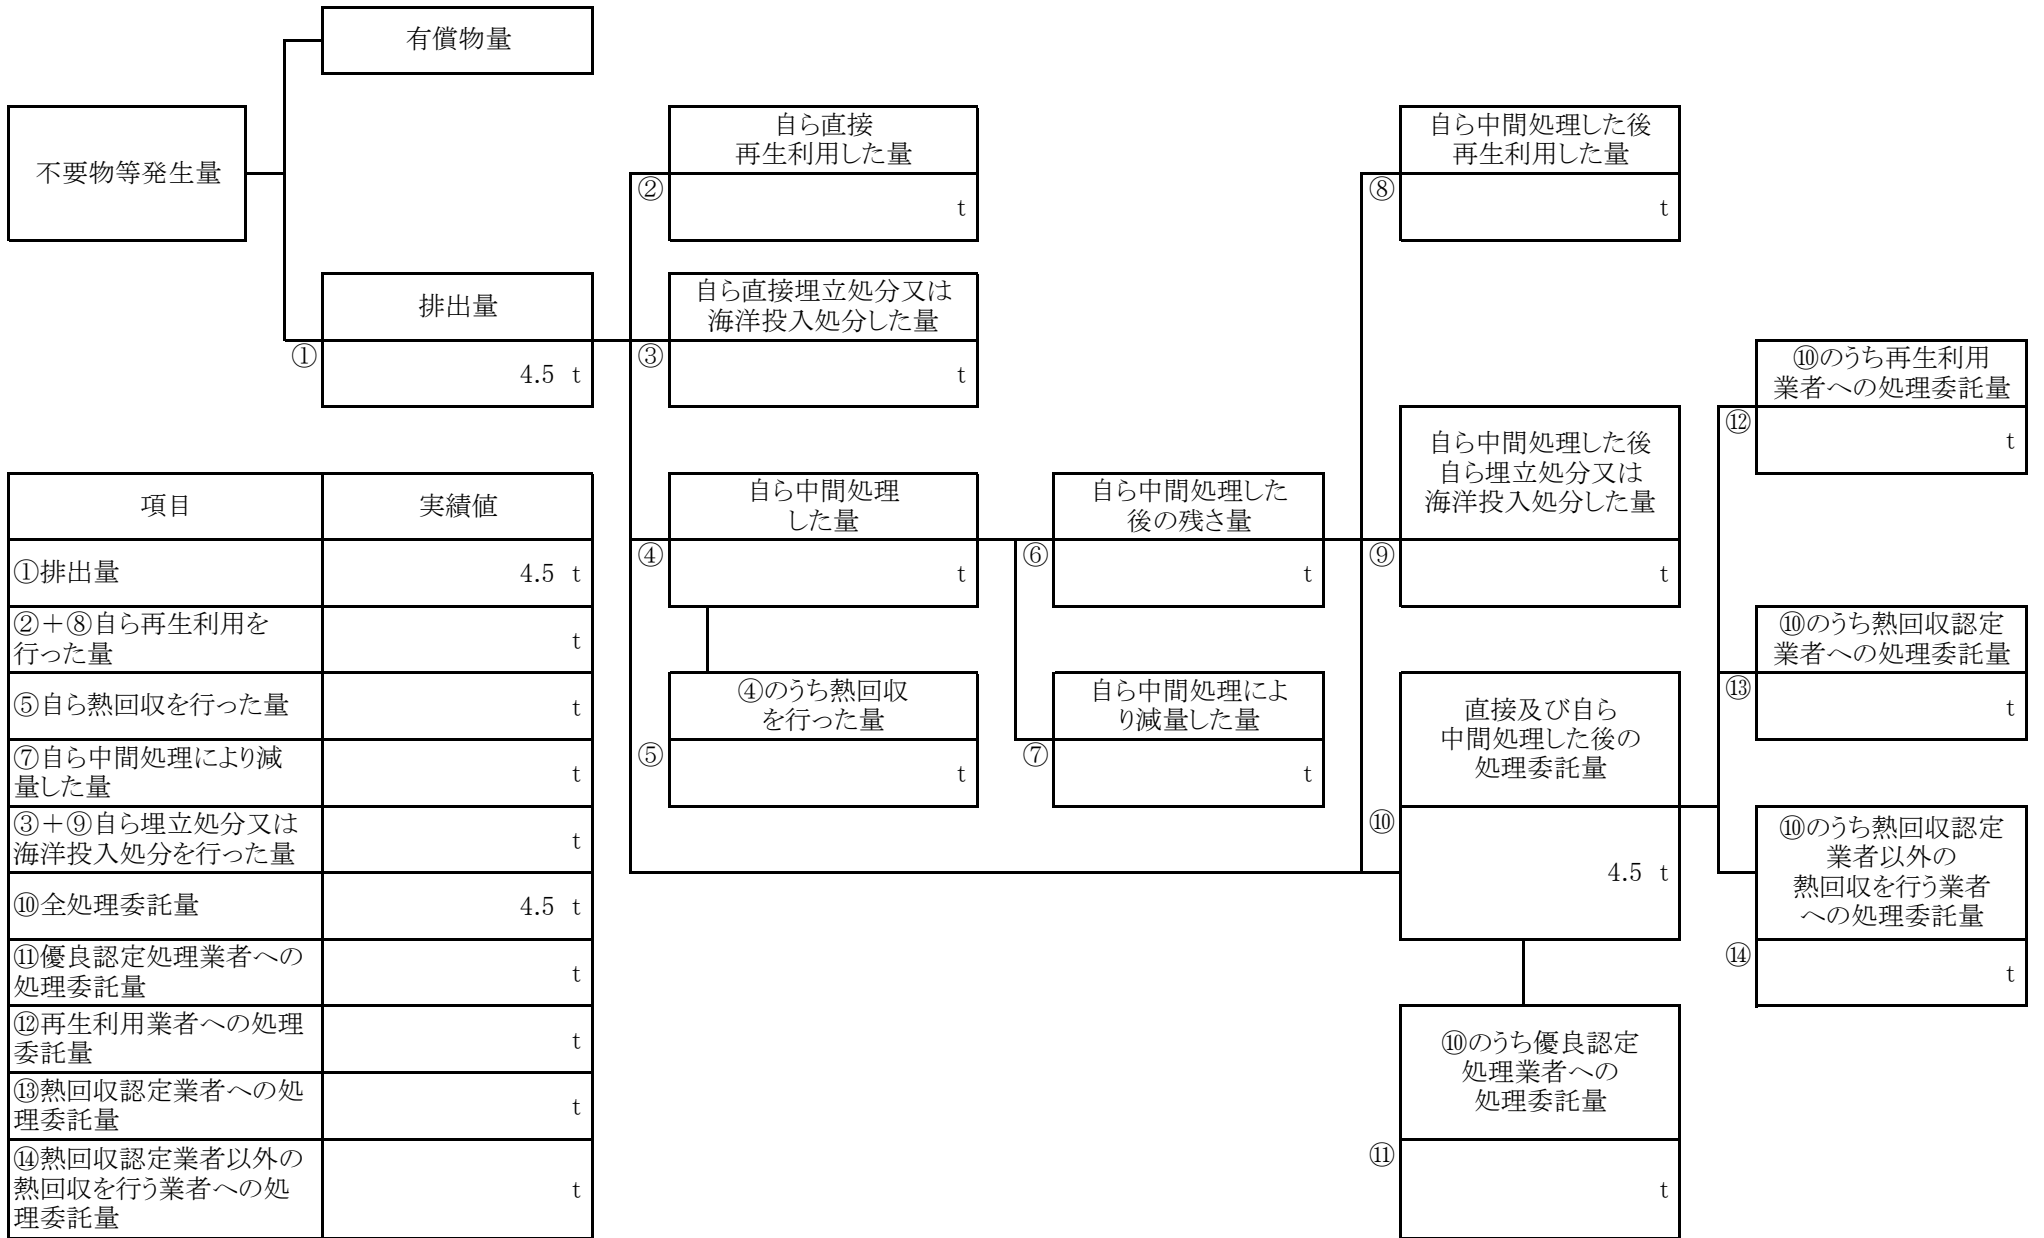 有償物量
不要物等発生量
自ら直接
再生利用した量
②
t
自ら中間処理した後
再生利用した量
⑧
t
排出量
①
4.5 t
自ら直接埋立処分又は
海洋投入処分した量
③
t
⑩のうち再生利用
業者への処理委託量
⑫
t
自ら中間処理した後
自ら埋立処分又は
海洋投入処分した量
⑨
t
自ら中間処理
した量
④
t
自ら中間処理した
後の残さ量
⑥
t
⑩のうち熱回収認定
業者への処理委託量
⑬
t
④のうち熱回収
を行った量
⑤
t
自ら中間処理によ
り減量した量
⑦
t
直接及び自ら
中間処理した後の
処理委託量
⑩
4.5 t
⑩のうち熱回収認定
業者以外の
熱回収を行う業者
への処理委託量
⑭
t
⑩のうち優良認定
処理業者への
処理委託量
⑪
t
項目 実績値
①排出量 4.5 t
②＋⑧自ら再生利用を
行った量 t
⑤自ら熱回収を行った量 t
⑦自ら中間処理により減
量した量 t
③＋⑨自ら埋立処分又は
海洋投入処分を行った量 t
⑩全処理委託量 4.5 t
⑪優良認定処理業者への
処理委託量 t
⑫再生利用業者への処理
委託量 t
⑬熱回収認定業者への処
理委託量 t
⑭熱回収認定業者以外の
熱回収を行う業者への処
理委託量 t